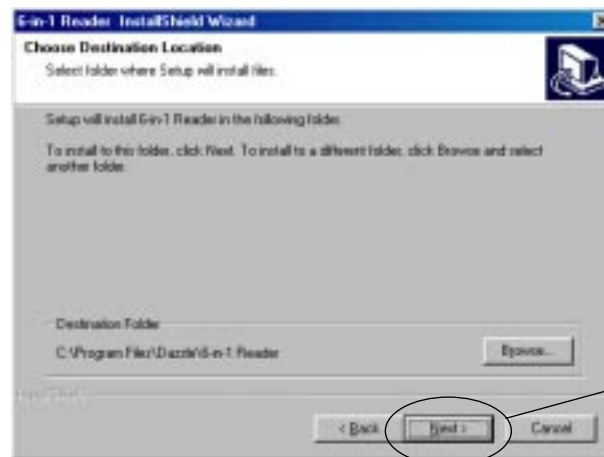 6-in-1 Reader InstallShield Wizard
Choose Destination Location
Select folder where Setup will install files.
Setup will install 6-in-1 Reader in the following folder.
To install to this folder, click Next. To install to a different folder, click Browse and select
another folder.
Destination Folder
C:\Program Files\Dazzle\6-in-1 Reader
Browse...
InstallShield
< Back
Next >
Cancel